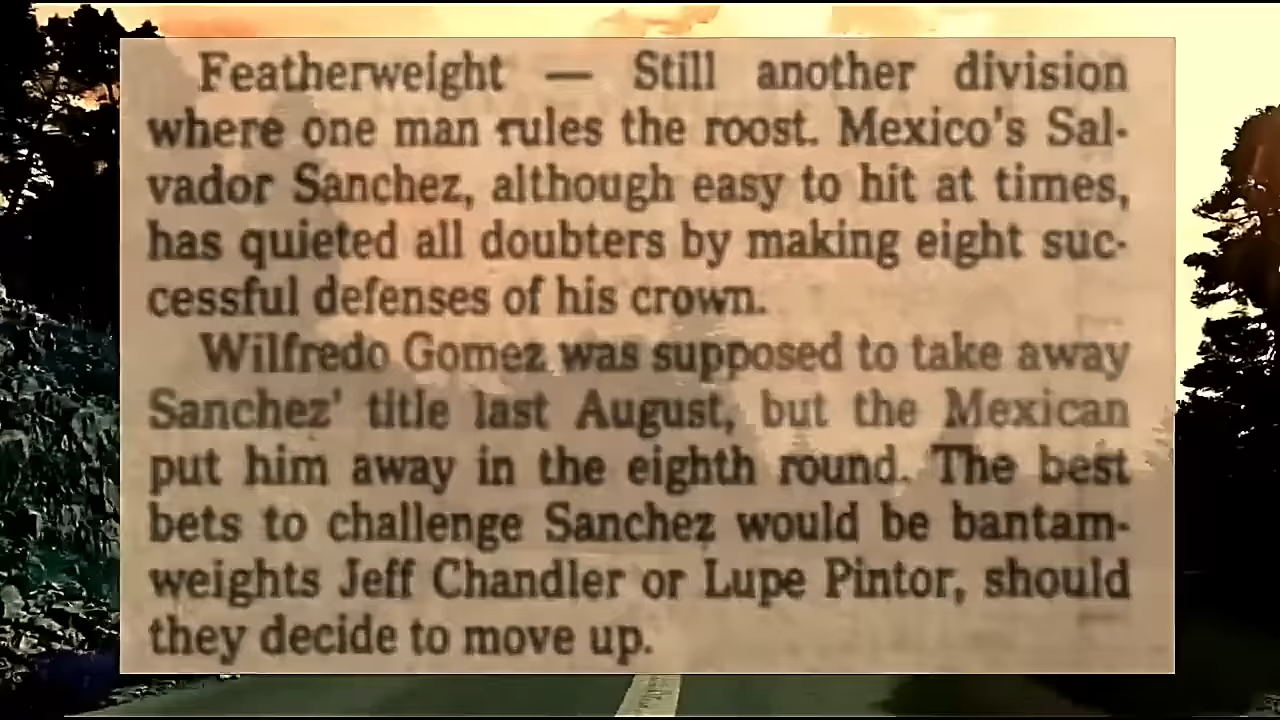 Featherweight — Still another division
where one man rules the roost. Mexico's Sal-
vador Sanchez, although easy to hit at times,
has quieted all doubters by making eight suc-
cessful defenses of his crown.
Wilfredo Gomez was supposed to take away
Sanchez' title last August, but the Mexican
put him away in the eighth round. The best
bets to challenge Sanchez would be bantam-
weights Jeff Chandler or Lupe Pintor, should
they decide to move up.